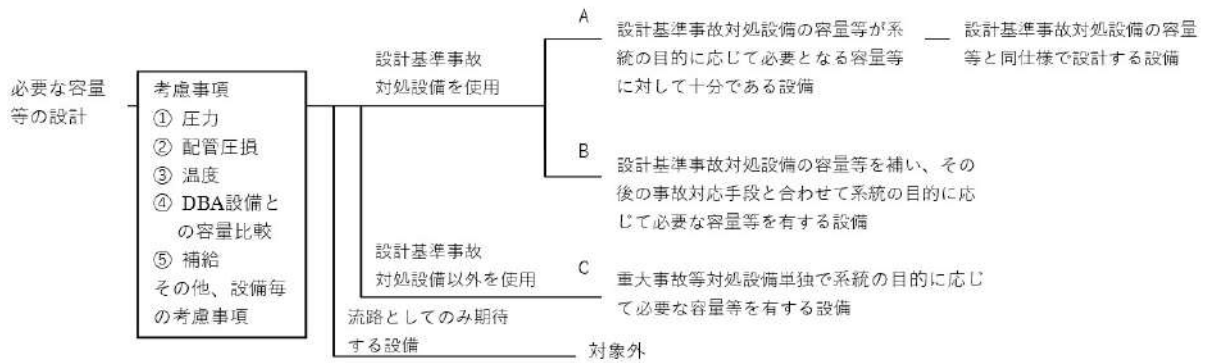 必要な容量
等の設計
考慮事項
① 圧力
② 配管圧損
③ 温度
④ DBA設備と
の容量比較
⑤ 補給
その他、設備毎
の考慮事項
設計基準事故
対処設備を使用
A
設計基準事故対処設備の容量等が系
統の目的に応じて必要となる容量等
に対して十分である設備
設計基準事故対処設備の容量
等と同仕様で設計する設備
B
設計基準事故対処設備の容量等を補い、その
後の事故対応手段と合わせて系統の目的に応
じて必要な容量等を有する設備
設計基準事故
対処設備以外を使用
C
重大事故等対処設備単独で系統の目的に応じ
て必要な容量等を有する設備
流路としてのみ期待
する設備
対象外